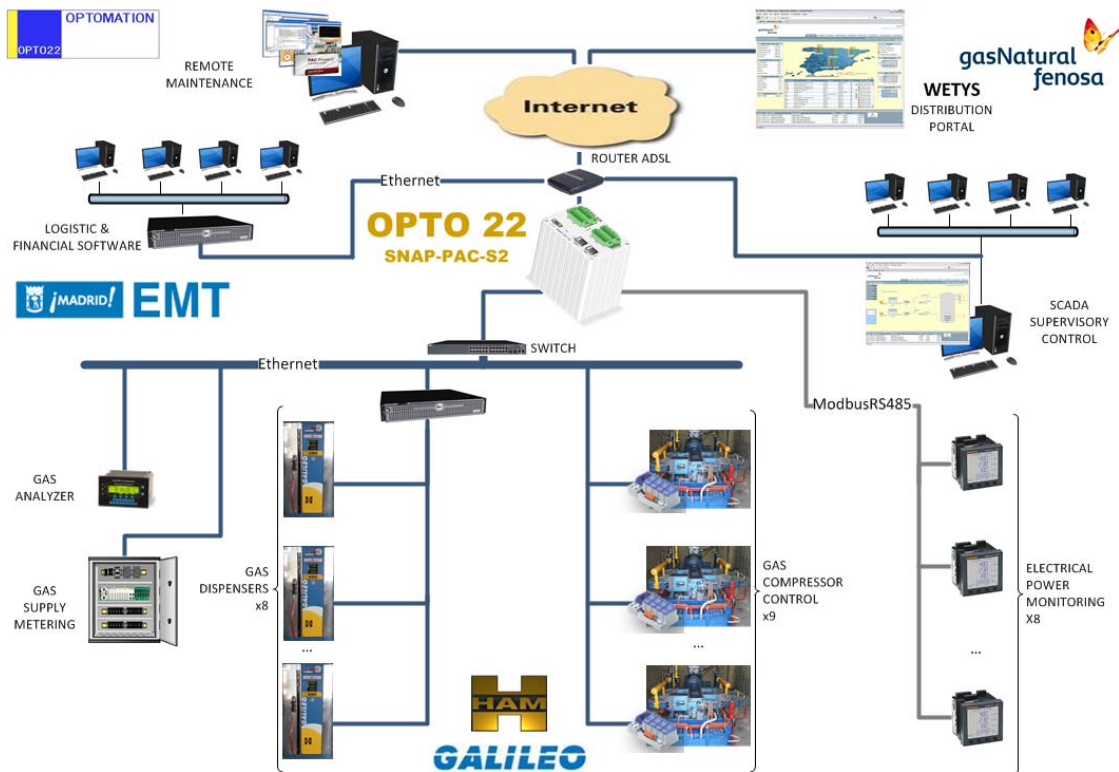 OPTOMATION
OPTO22
REMOTE
MAINTENANCE
Internet
WETYS
DISTRIBUTION
PORTAL
gasNatural
fenosa
ROUTER ADSL
Ethernet
LOGISTIC &
FINANCIAL SOFTWARE
OPTO 22
SNAP-PAC-S2
¡MADRID!
EMT
SCADA
SUPERVISORY
CONTROL
SWITCH
Ethernet
ModbusRS485
GAS
ANALYZER
GAS
SUPPLY
METERING
GAS
DISPENSERS
x8
...
GAS
COMPRESSOR
CONTROL
x9
...
ELECTRICAL
POWER
MONITORING
X8
...
HAM
GALILEO